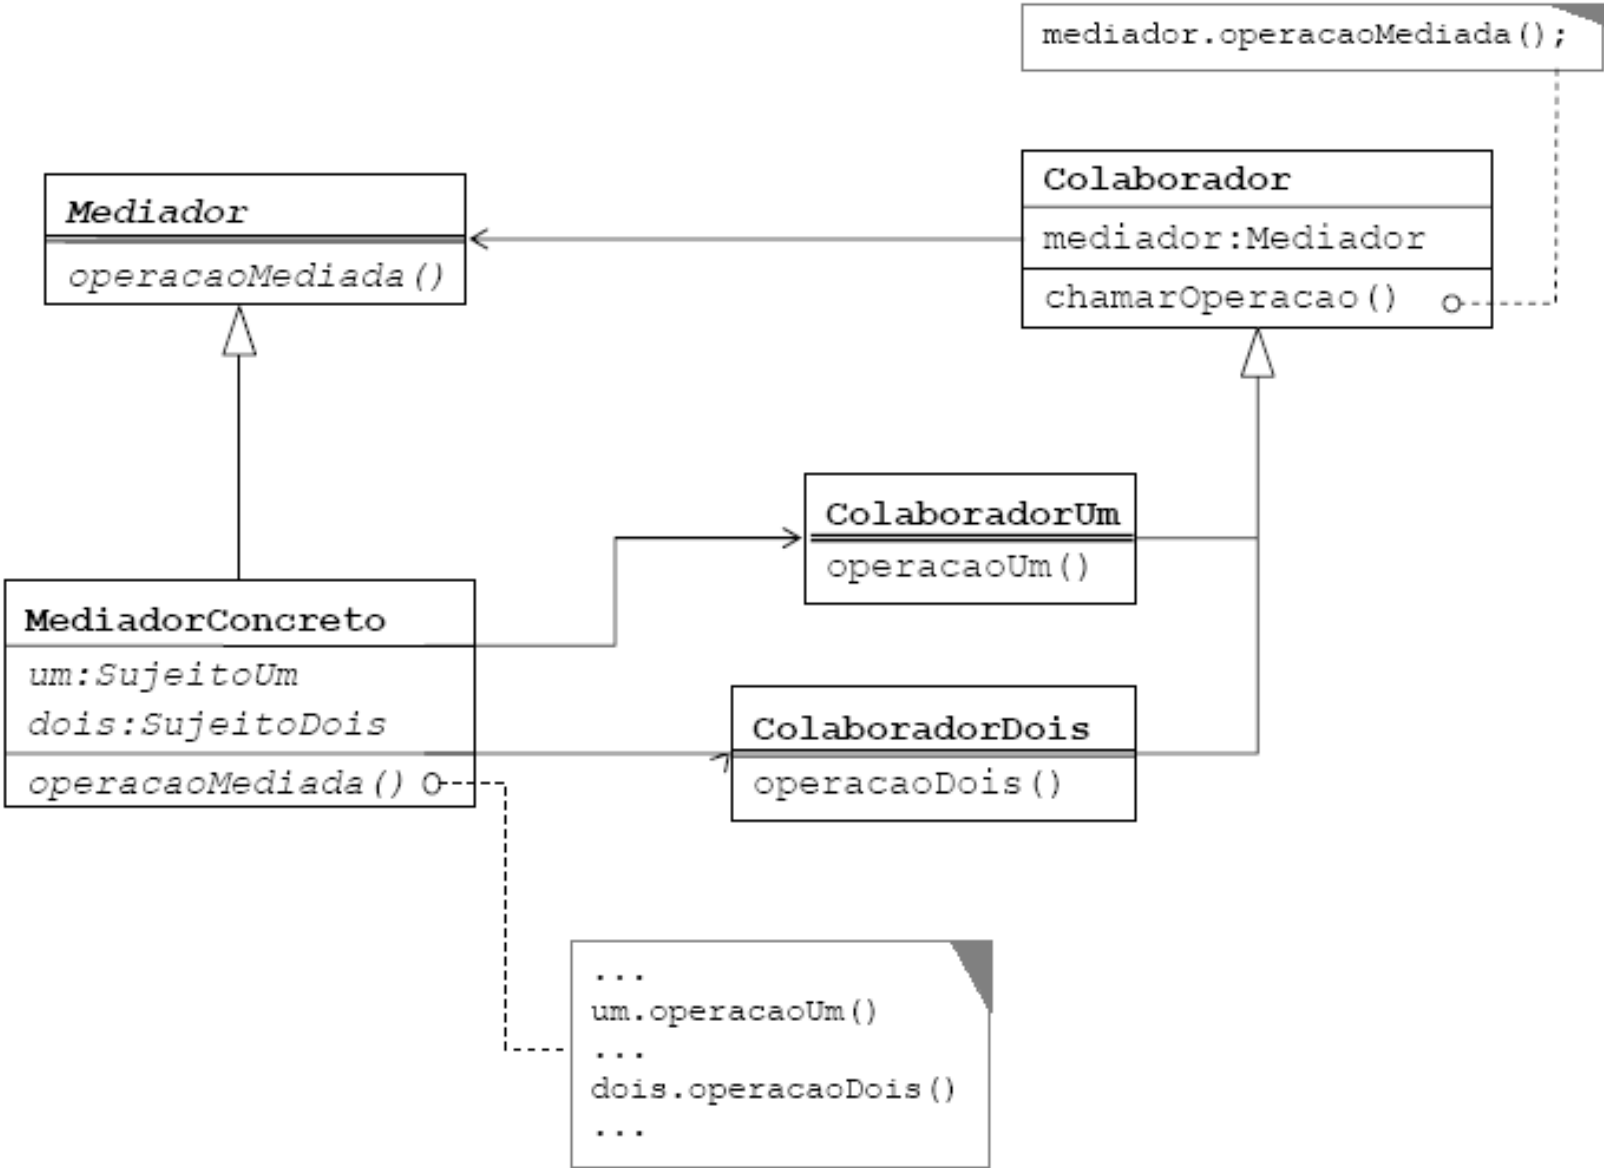 mediador.operacaoMediada();
Mediador
operacaoMediada()
Colaborador
mediador:Mediador
chamarOperacao()
ColaboradorUm
operacaoUm()
MediadorConcreto
um:SujeitoUm
dois:SujeitoDois
operacaoMediada()
ColaboradorDois
operacaoDois()
...
um.operacaoUm()
...
dois.operacaoDois()
...